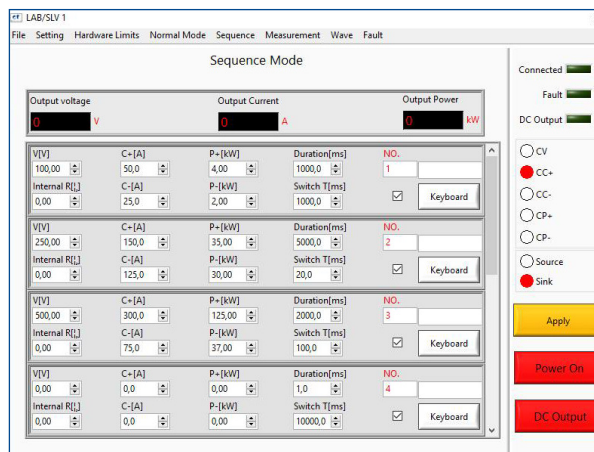 LAB/SLV 1
File Setting Hardware Limits Normal Mode Sequence Measurement Wave Fault
Sequence Mode
Output voltage Output Current Output Power
0 V 0 A 0 kW
V[V] C+[A] P+[kW] Duration[ms] NO.
100,00 50,0 4,00 1000,0 1
Internal R[¦,] C-[A] P-[kW] Switch T[ms]
0,00 25,0 2,00 1000,0 Keyboard
V[V] C+[A] P+[kW] Duration[ms] NO.
250,00 150,0 35,00 5000,0 2
Internal R[¦,] C-[A] P-[kW] Switch T[ms]
0,00 125,0 30,00 20,0 Keyboard
V[V] C+[A] P+[kW] Duration[ms] NO.
500,00 300,0 125,00 2000,0 3
Internal R[¦,] C-[A] P-[kW] Switch T[ms]
0,00 75,0 37,00 100,0 Keyboard
V[V] C+[A] P+[kW] Duration[ms] NO.
0,00 0,0 0,00 1,0 4
Internal R[¦,] C-[A] P-[kW] Switch T[ms]
0,00 0,0 0,00 10000,0 Keyboard
Connected
Fault
DC Output
CV
CC+
CC-
CP+
CP-
Source
Sink
Apply
Power On
DC Output